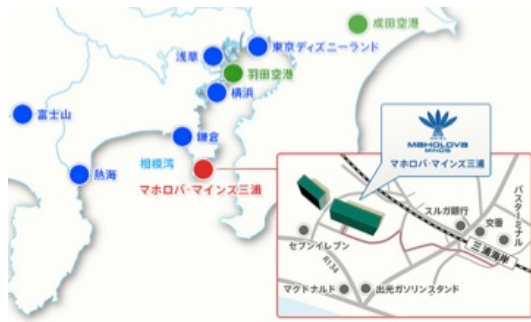 成田空港
東京ディズニーランド
浅草
羽田空港
横浜
富士山
鎌倉
相模湾
熱海
マホロバ・マインズ三浦
MAHOLOVA
MINDS
マホロバ・マインズ三浦
バスターミナル
スルガ銀行
交番
三浦海岸
セブンイレブン
R134
マクドナルド
出光ガソリンスタンド